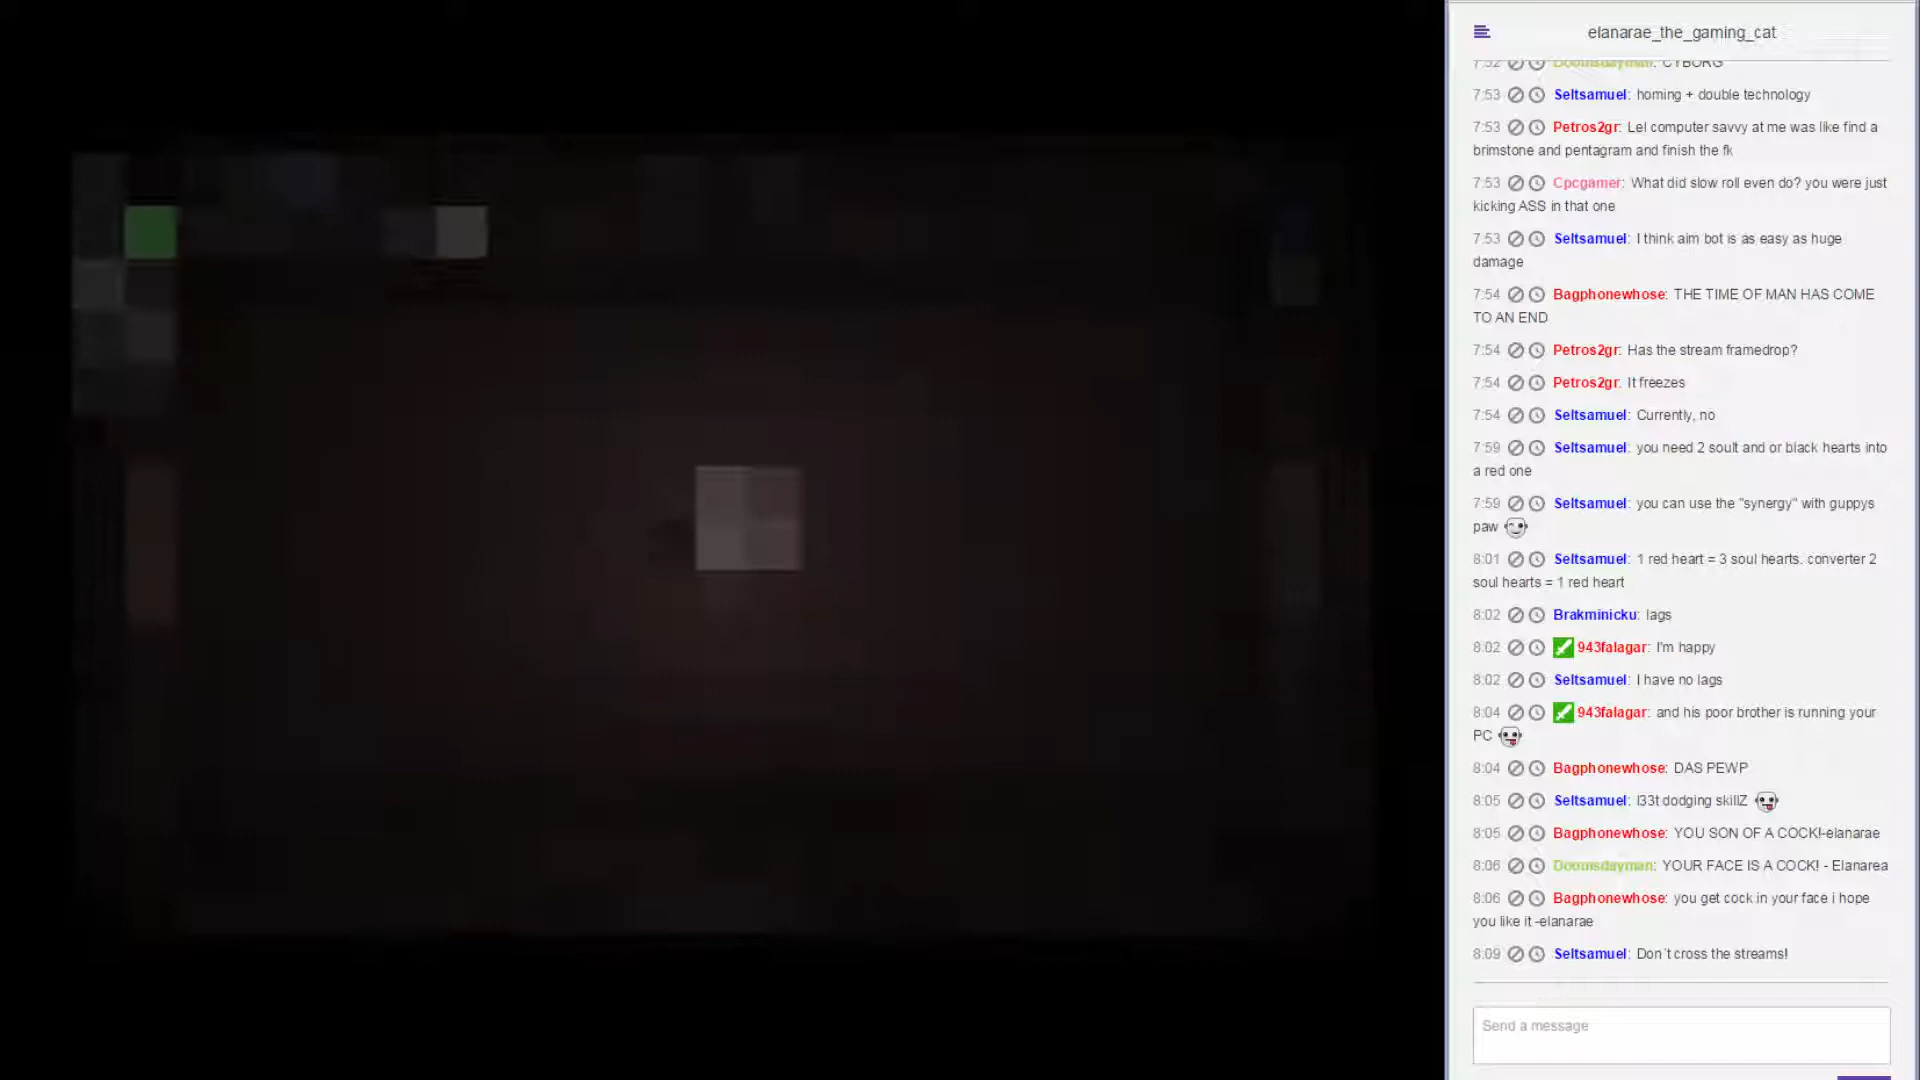 elanarae_the_gaming_cat
7:52 Doomsdayman: CYBORG
7:53 Seltsamuel: homing + double technology
7:53 Petros2gr: Lel computer savvy at me was like find a
brimstone and pentagram and finish the fk
7:53 Cpcgamer: What did slow roll even do? you were just
kicking ASS in that one
7:53 Seltsamuel: I think aim bot is as easy as huge
damage
7:54 Bagphonewhose: THE TIME OF MAN HAS COME
TO AN END
7:54 Petros2gr: Has the stream framedrop?
7:54 Petros2gr: It freezes
7:54 Seltsamuel: Currently, no
7:59 Seltsamuel: you need 2 soult and or black hearts into
a red one
7:59 Seltsamuel: you can use the "synergy" with guppys
paw
8:01 Seltsamuel: 1 red heart = 3 soul hearts. converter 2
soul hearts = 1 red heart
8:02 Brakminicku: lags
8:02 943falagar: I'm happy
8:02 Seltsamuel: I have no lags
8:04 943falagar: and his poor brother is running your
PC
8:04 Bagphonewhose: DAS PEWP
8:05 Seltsamuel: l33t dodging skillZ
8:05 Bagphonewhose: YOU SON OF A COCK!-elanarae
8:06 Doomsdayman: YOUR FACE IS A COCK! - Elanarea
8:06 Bagphonewhose: you get cock in your face i hope
you like it -elanarae
8:09 Seltsamuel: Don´t cross the streams!
Send a message